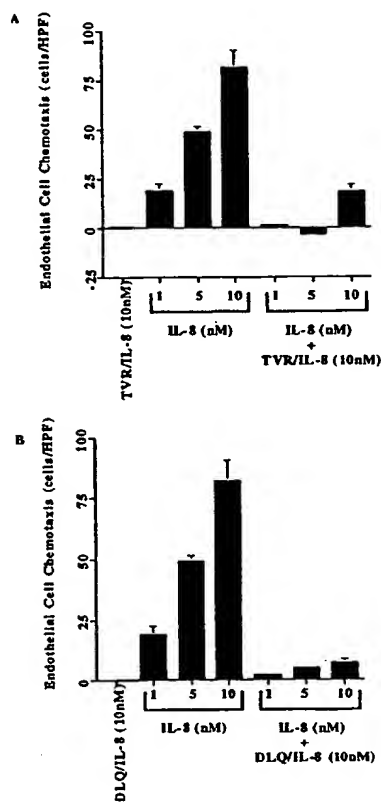 A
Endothelial Cell Chemotaxis (cells/HPF)
100
75
50
25
0
-25
TVR/IL-8 (10nM)
1 5 10 1 5 10
IL-8 (nM)
IL-8 (nM)
+
TVR/IL-8 (10nM)
B
Endothelial Cell Chemotaxis (cells/HPF)
100
75
50
25
0
DLQ/IL-8 (10nM)
1 5 10 1 5 10
IL-8 (nM)
IL-8 (nM)
+
DLQ/IL-8 (10nM)